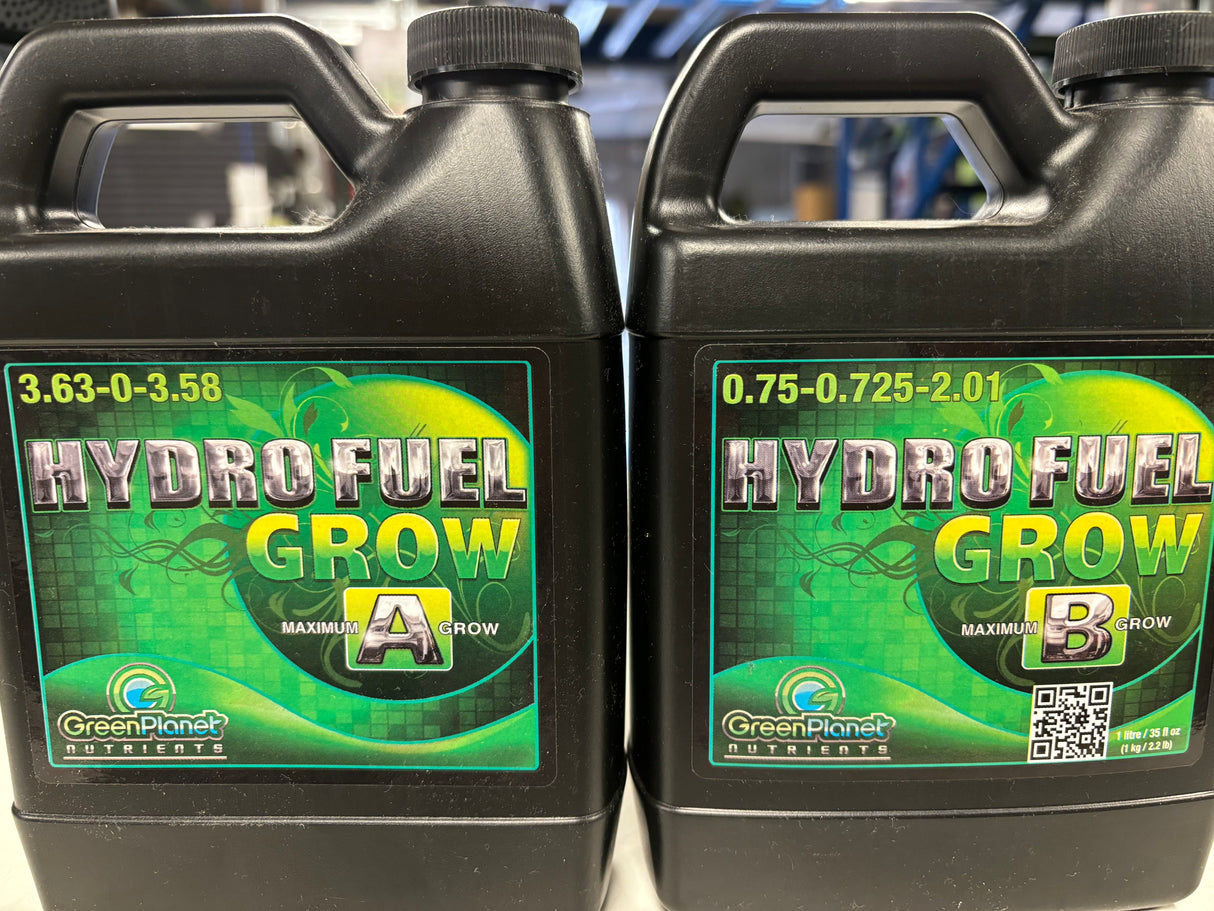 3.63-0-3.58
HYDRO FUEL
GROW
MAXIMUM A GROW
GreenPlanet
NUTRIENTS
0.75-0.725-2.01
HYDRO FUEL
GROW
MAXIMUM B GROW
GreenPlanet
NUTRIENTS
1 litre / 35 fl oz
(1 kg / 2.2 lb)